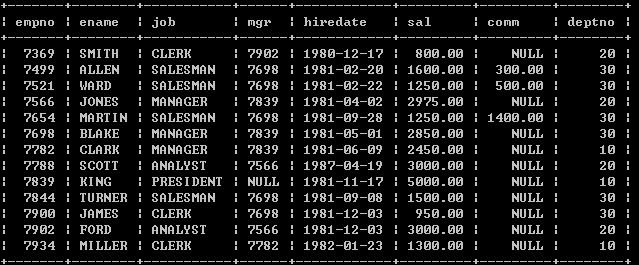 empno ename job mgr hiredate sal comm deptno
7369 SMITH CLERK 7902 1980-12-17 800.00 NULL 20
7499 ALLEN SALESMAN 7698 1981-02-20 1600.00 300.00 30
7521 WARD SALESMAN 7698 1981-02-22 1250.00 500.00 30
7566 JONES MANAGER 7839 1981-04-02 2975.00 NULL 20
7654 MARTIN SALESMAN 7698 1981-09-28 1250.00 1400.00 30
7698 BLAKE MANAGER 7839 1981-05-01 2850.00 NULL 30
7782 CLARK MANAGER 7839 1981-06-09 2450.00 NULL 10
7788 SCOTT ANALYST 7566 1987-04-19 3000.00 NULL 20
7839 KING PRESIDENT NULL 1981-11-17 5000.00 NULL 10
7844 TURNER SALESMAN 7698 1981-09-08 1500.00 NULL 30
7900 JAMES CLERK 7698 1981-12-03 950.00 NULL 30
7902 FORD ANALYST 7566 1981-12-03 3000.00 NULL 20
7934 MILLER CLERK 7782 1982-01-23 1300.00 NULL 10